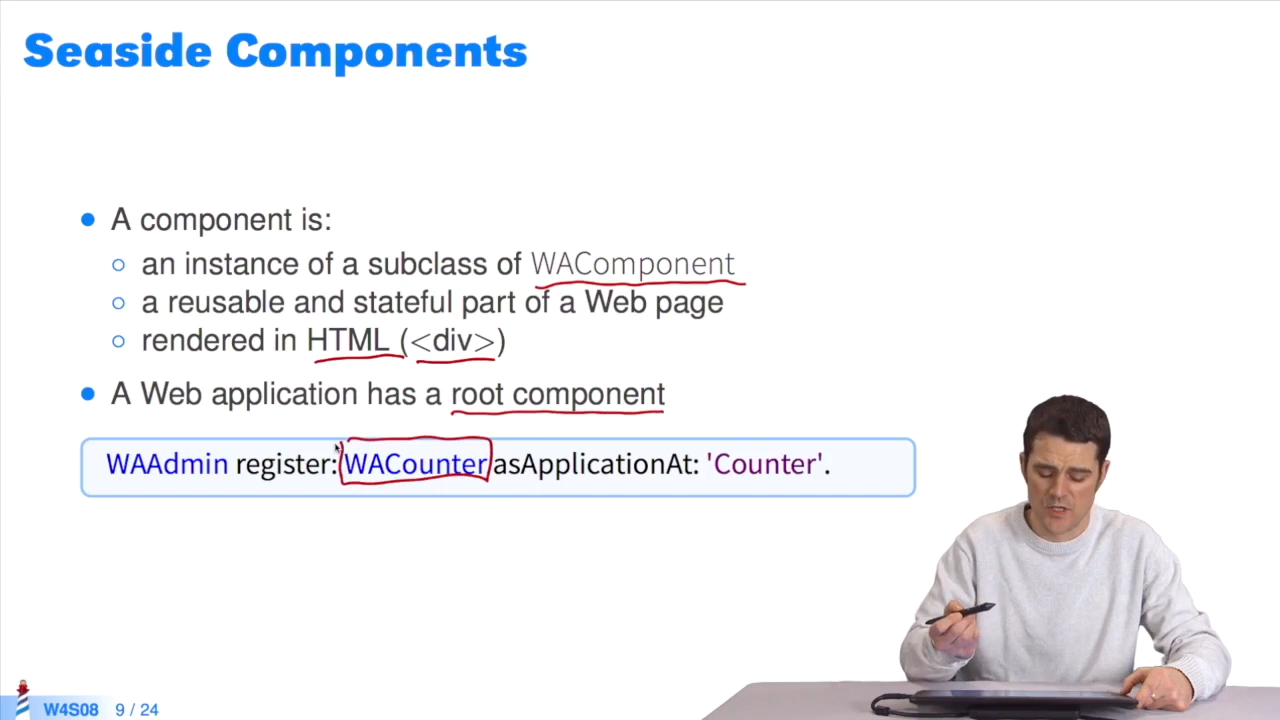 Seaside Components
A component is:
an instance of a subclass of WAComponent
a reusable and stateful part of a Web page
rendered in HTML (<div>)
A Web application has a root component
WAAdmin register: WACounter asApplicationAt: 'Counter'.
W4S08 9 / 24